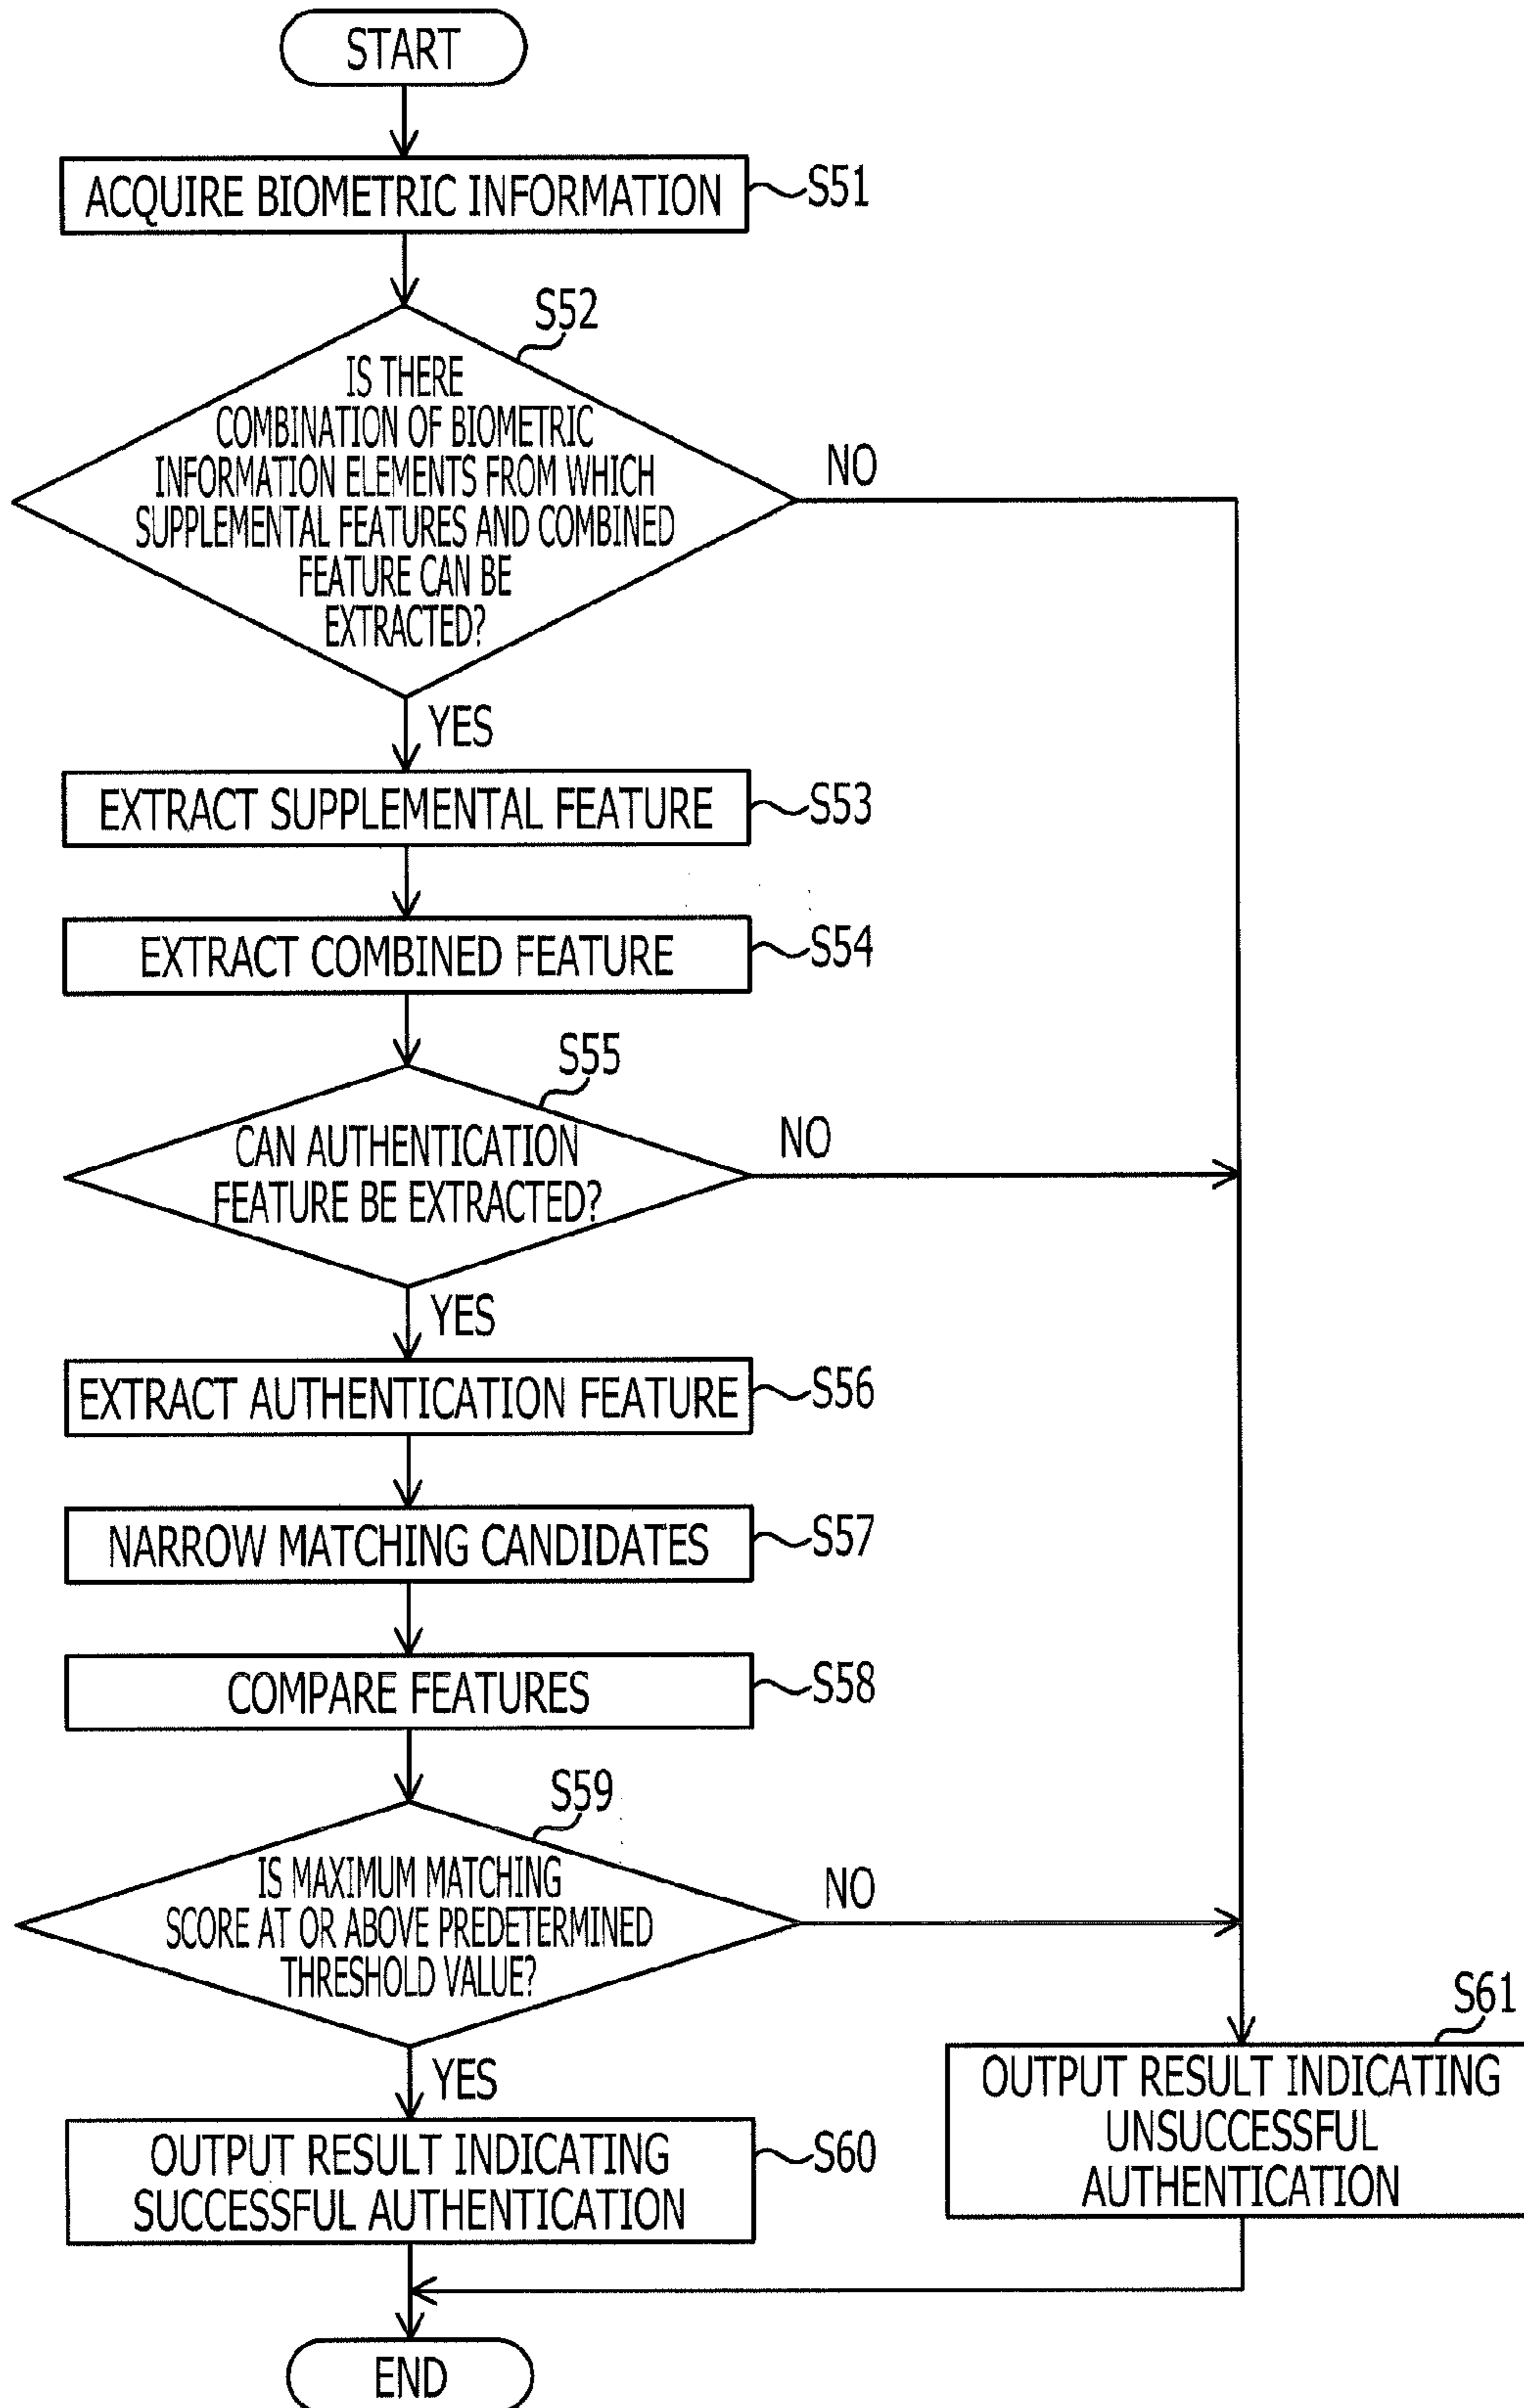 START
ACQUIRE BIOMETRIC INFORMATION
S51
S52
IS THERE
COMBINATION OF BIOMETRIC
INFORMATION ELEMENTS FROM WHICH
SUPPLEMENTAL FEATURES AND COMBINED
FEATURE CAN BE
EXTRACTED?
NO
YES
EXTRACT SUPPLEMENTAL FEATURE
S53
EXTRACT COMBINED FEATURE
S54
S55
CAN AUTHENTICATION
FEATURE BE EXTRACTED?
NO
YES
EXTRACT AUTHENTICATION FEATURE
S56
NARROW MATCHING CANDIDATES
S57
COMPARE FEATURES
S58
S59
IS MAXIMUM MATCHING
SCORE AT OR ABOVE PREDETERMINED
THRESHOLD VALUE?
NO
YES
OUTPUT RESULT INDICATING
SUCCESSFUL AUTHENTICATION
S60
S61
OUTPUT RESULT INDICATING
UNSUCCESSFUL
AUTHENTICATION
END